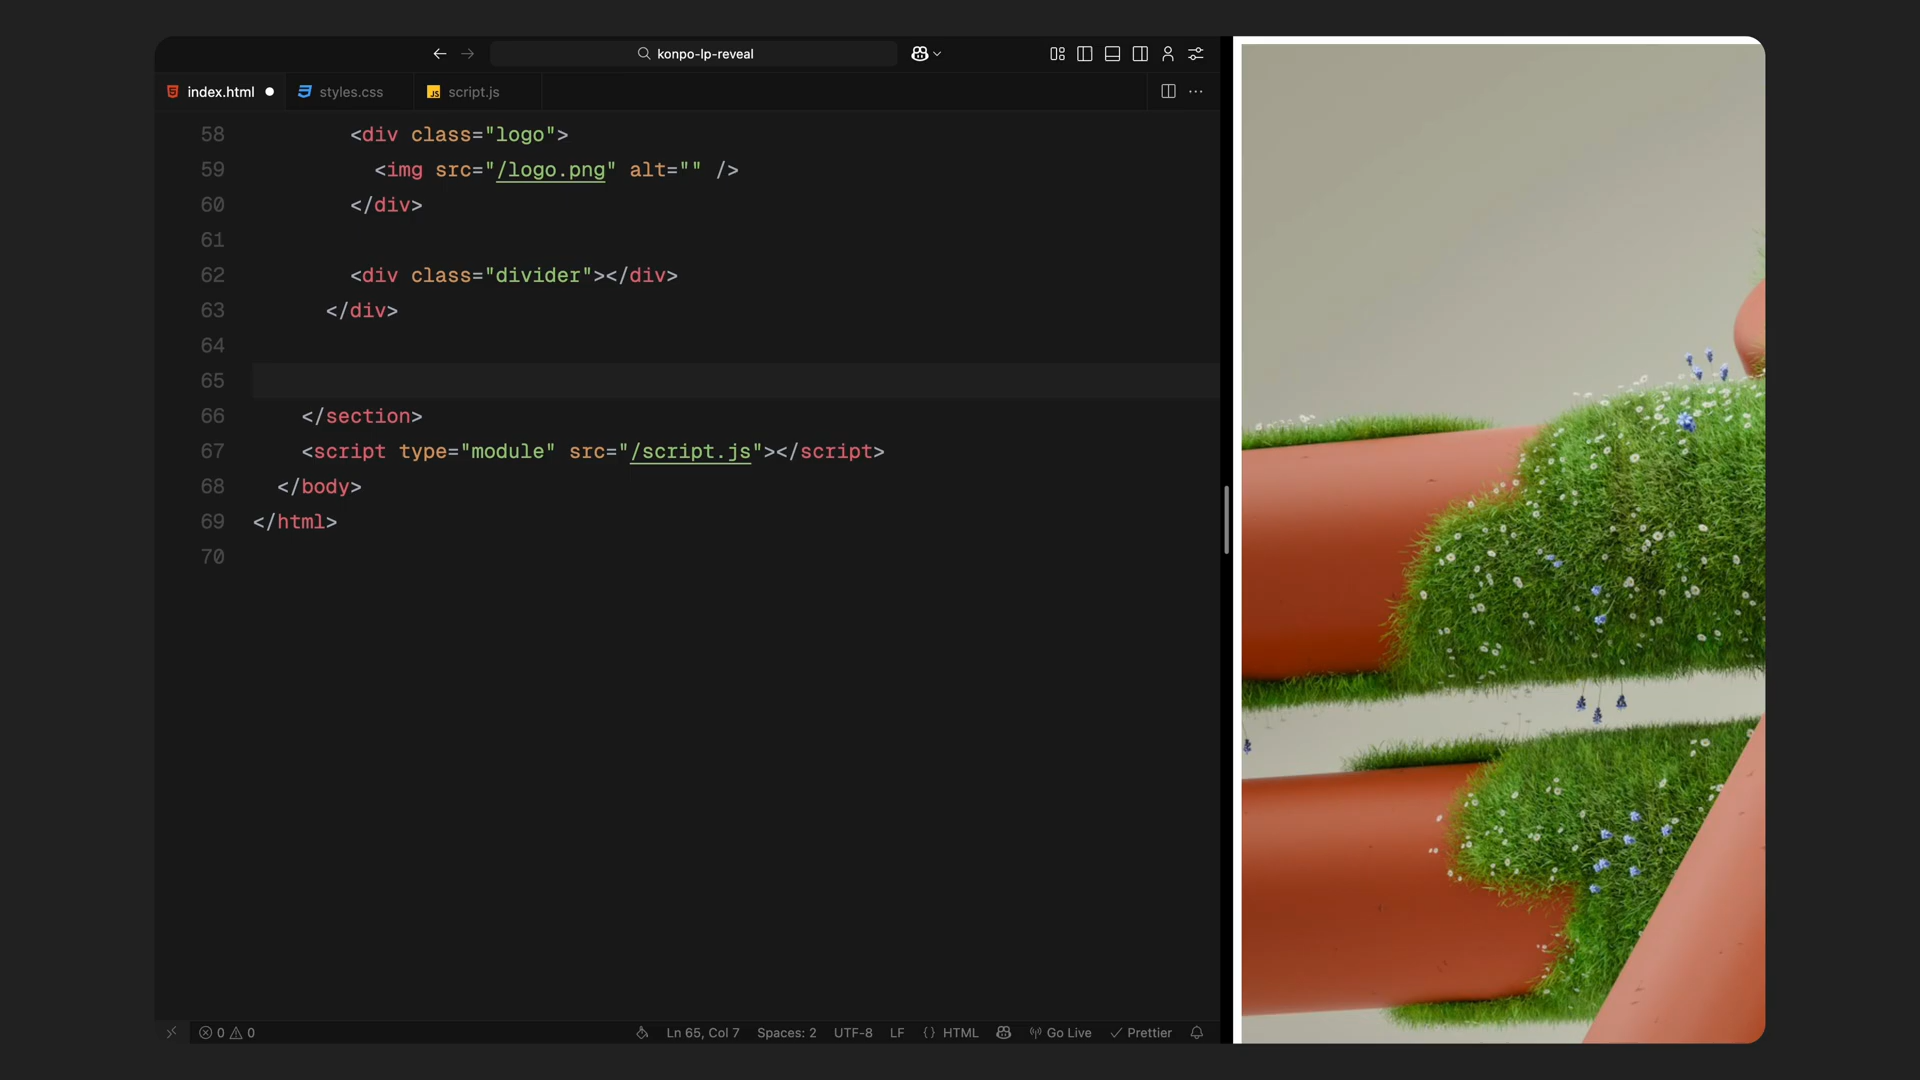 konpo-lp-reveal
index.html
styles.css
JS script.js
58 <div class="logo">
59 <img src="/logo.png" alt="" />
60 </div>
61
62 <div class="divider"></div>
63 </div>
64
65
66 </section>
67 <script type="module" src="/script.js"></script>
68 </body>
69 </html>
70
0 0 Ln 65, Col 7 Spaces: 2 UTF-8 LF {} HTML Go Live Prettier